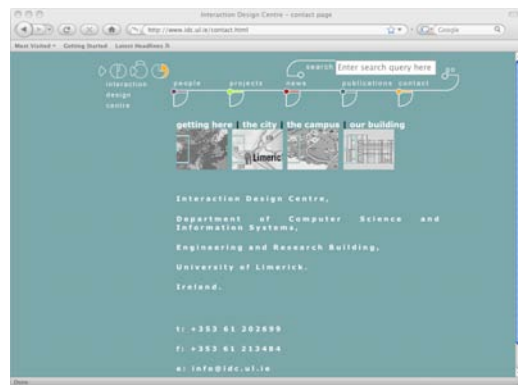 Interaction Design Centre - contact page
http://www.idc.ul.ie/contact.html
Google
Most Visited Getting Started Latest Headlines
search Enter search query here go
interaction
design
centre
people projects news publications contact
getting here | the city | the campus | our building
Limeric
Interaction Design Centre,
Department of Computer Science and
Information Systems,
Engineering and Research Building,
University of Limerick.
Ireland.
t: +353 61 202699
f: +353 61 213484
e: info@idc.ul.ie
Done